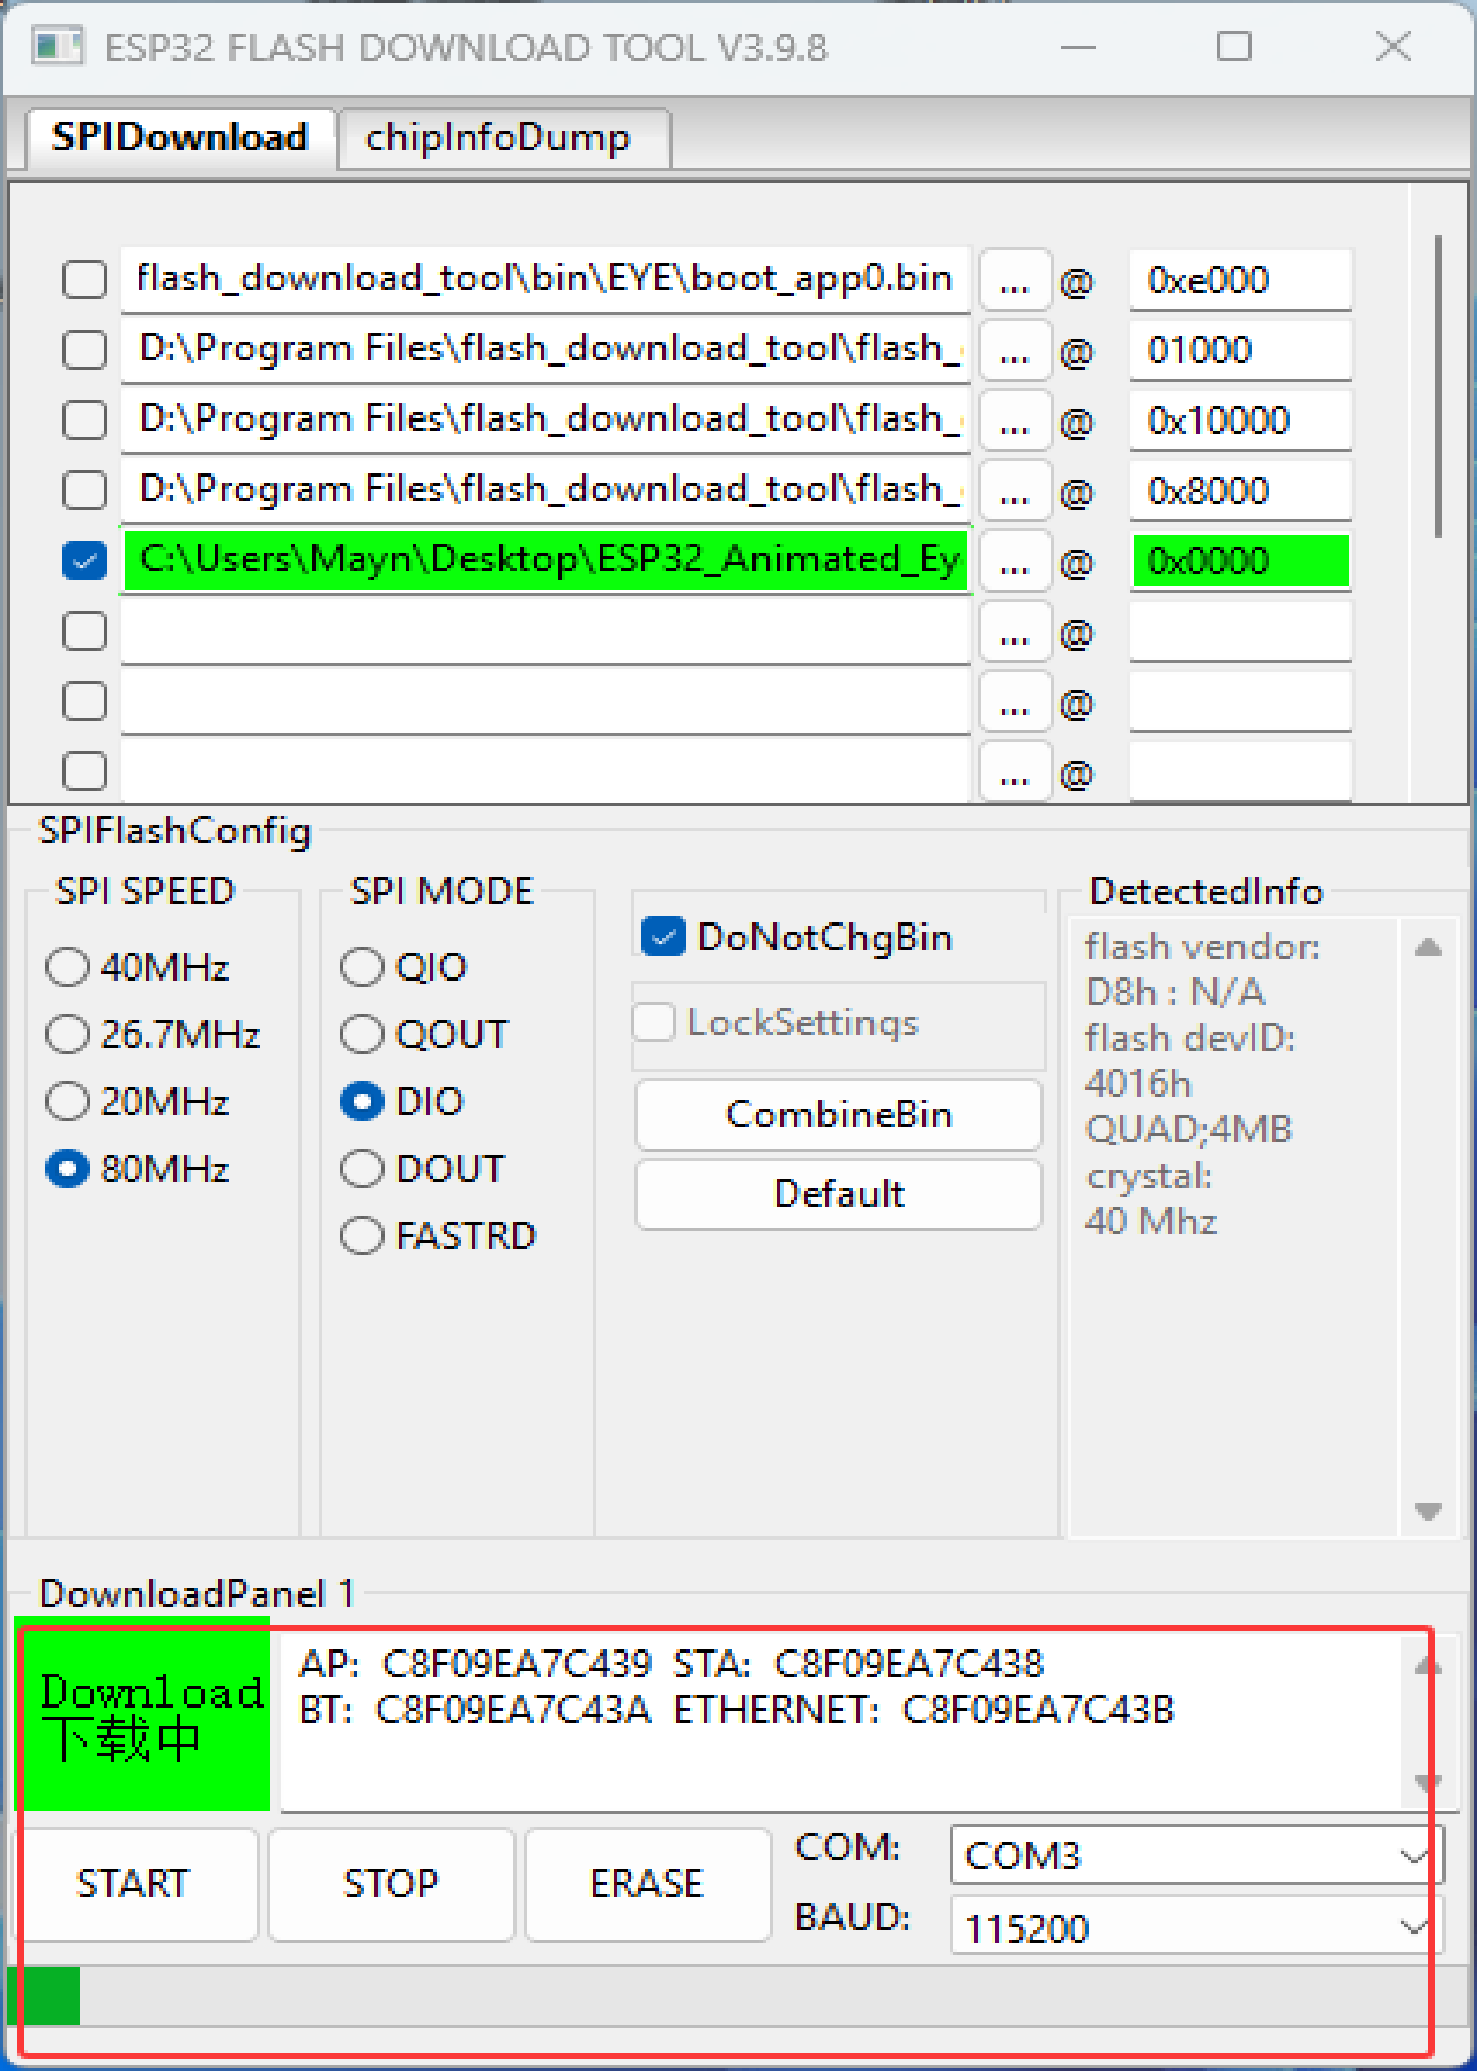 ESP32 FLASH DOWNLOAD TOOL V3.9.8
SPIDownload chipInfoDump
flash_download_tool\bin\EYE\boot_app0.bin ... @ 0xe000
D:\Program Files\flash_download_tool\flash_ ... @ 01000
D:\Program Files\flash_download_tool\flash_ ... @ 0x10000
D:\Program Files\flash_download_tool\flash_ ... @ 0x8000
C:\Users\Mayn\Desktop\ESP32_Animated_Ey ... @ 0x0000
... @
... @
... @
SPIFlashConfig
SPI SPEED
40MHz
26.7MHz
20MHz
80MHz
SPI MODE
QIO
QOUT
DIO
DOUT
FASTRD
DoNotChgBin
LockSettings
CombineBin
Default
DetectedInfo
flash vendor:
D8h : N/A
flash devID:
4016h
QUAD;4MB
crystal:
40 Mhz
DownloadPanel 1
Download
下载中
AP: C8F09EA7C439 STA: C8F09EA7C438
BT: C8F09EA7C43A ETHERNET: C8F09EA7C43B
START STOP ERASE
COM: COM3
BAUD: 115200